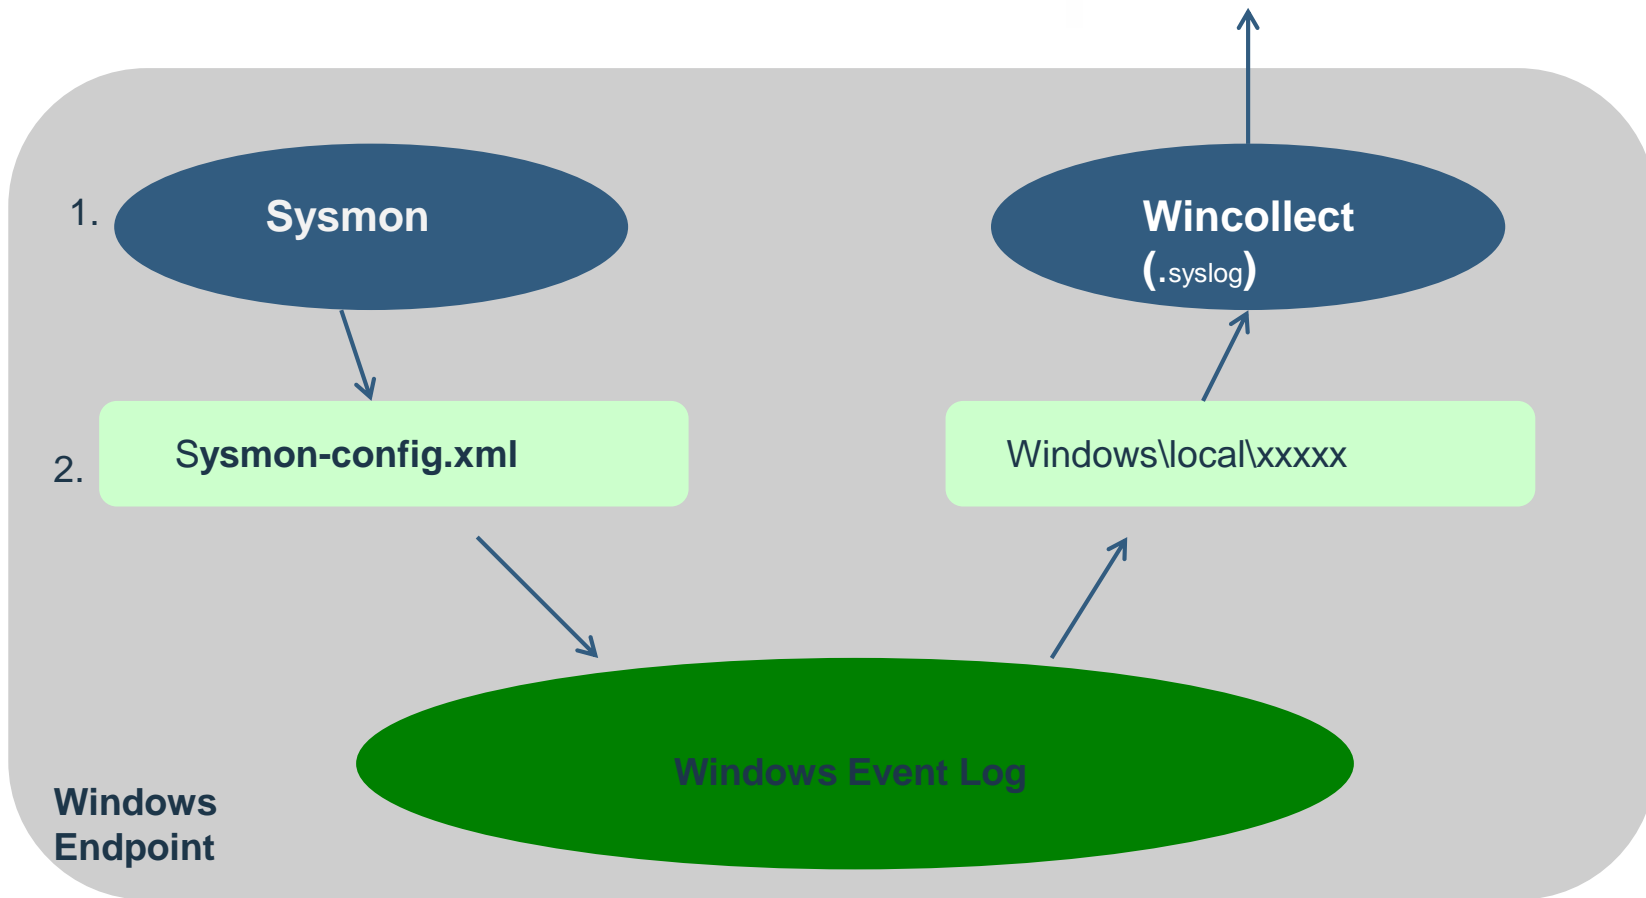 1.
Sysmon
Wincollect
(.syslog)
2.
Sysmon-config.xml
Windows\local\xxxxx
Windows Event Log
Windows
Endpoint